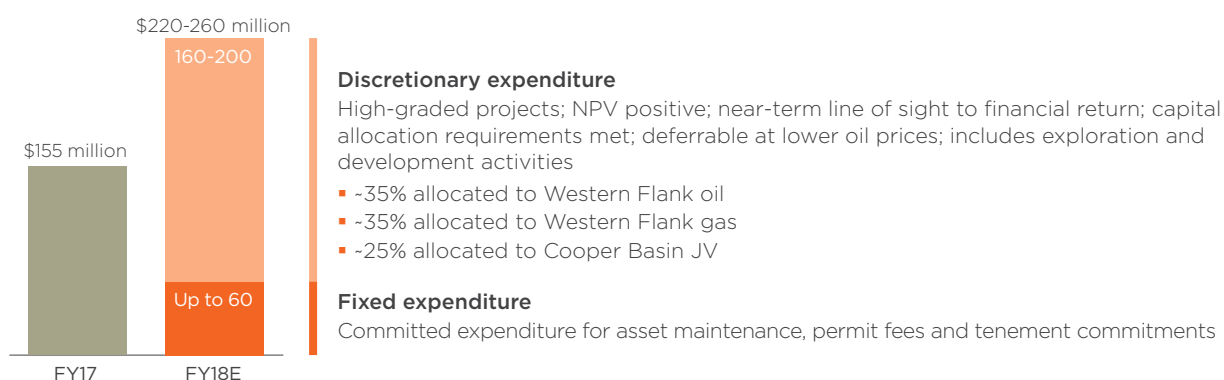 $220-260 million
160-200
$155 million
Up to 60
FY17
FY18E
Discretionary expenditure
High-graded projects; NPV positive; near-term line of sight to financial return; capital
allocation requirements met; deferrable at lower oil prices; includes exploration and
development activities
▪ ~35% allocated to Western Flank oil
▪ ~35% allocated to Western Flank gas
▪ ~25% allocated to Cooper Basin JV
Fixed expenditure
Committed expenditure for asset maintenance, permit fees and tenement commitments